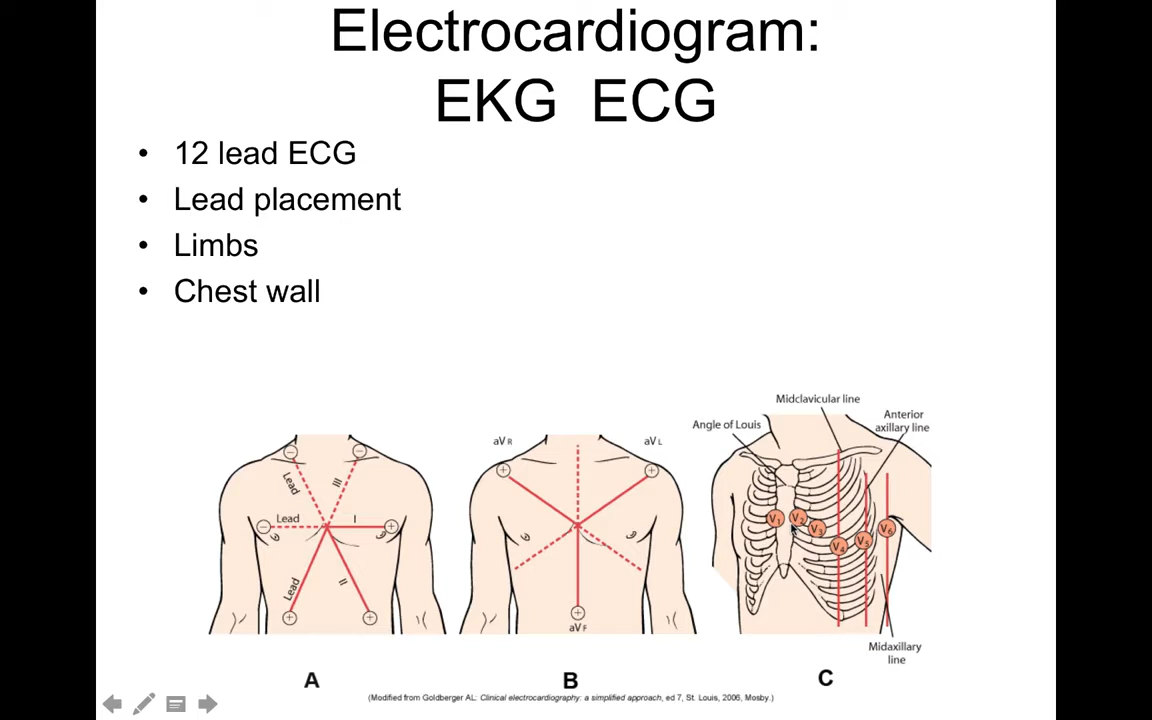 Electrocardiogram:
EKG ECG
• 12 lead ECG
• Lead placement
• Limbs
• Chest wall
− −
Lead III
Lead I
− +
Lead II
+ +
A
aVR aVL
+ +
+
aVF
B
Midclavicular line
Angle of Louis
Anterior
axillary line
V1 V2 V3 V4 V5 V6
Midaxillary
line
C
(Modified from Goldberger AL: Clinical electrocardiography: a simplified approach, ed 7, St. Louis, 2006, Mosby.)